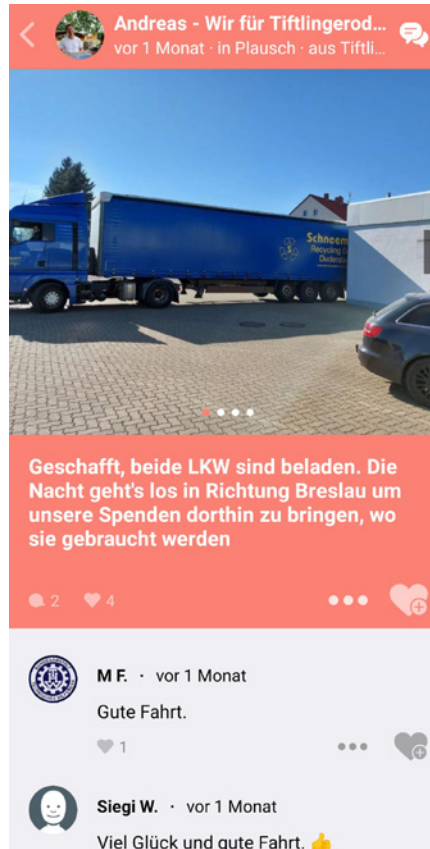 Andreas - Wir für Tiftlingerod...
vor 1 Monat · in Plausch · aus Tiftli...
Schneem
Recycling
Duderst
Geschafft, beide LKW sind beladen. Die
Nacht geht's los in Richtung Breslau um
unsere Spenden dorthin zu bringen, wo
sie gebraucht werden
2 4
M F. · vor 1 Monat
Gute Fahrt.
1
Siegi W. · vor 1 Monat
Viel Glück und gute Fahrt. 👍